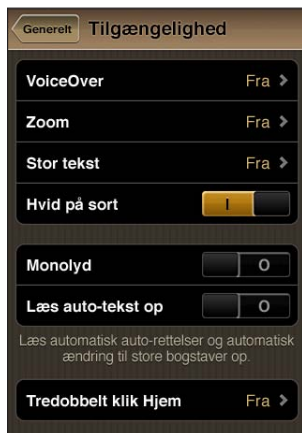 Generelt Tilgængelighed
VoiceOver Fra
Zoom Fra
Stor tekst Fra
Hvid på sort I
Monolyd O
Læs auto-tekst op O
Læs automatisk auto-rettelser og automatisk
ændring til store bogstaver op.
Tredobbelt klik Hjem Fra